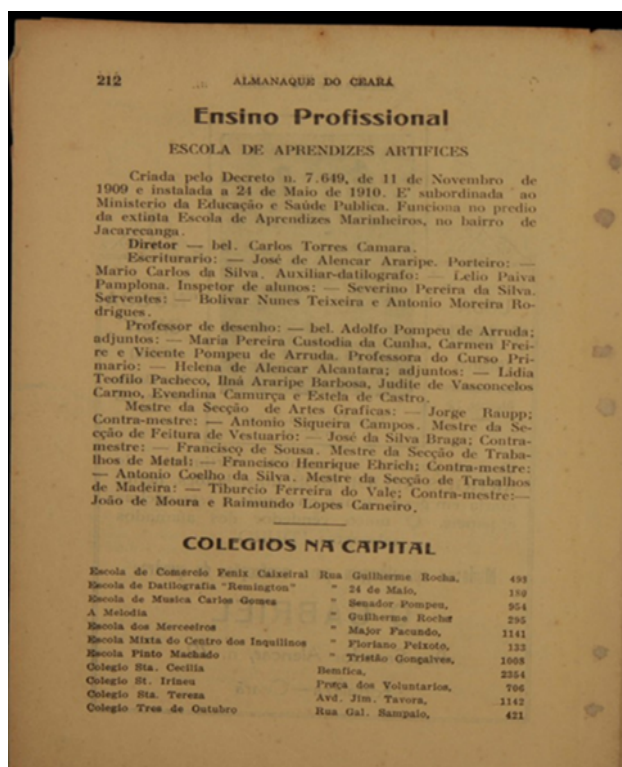 212 ALMANAQUE DO CEARÁ
Ensino Profissional
ESCOLA DE APRENDIZES ARTIFICES
Criada pelo Decreto n. 7.649, de 11 de Novembro de
1909 e instalada a 24 de Maio de 1910. E' subordinada ao
Ministerio da Educação e Saúde Publica. Funciona no predio
da extinta Escola de Aprendizes Marinheiros, no bairro de
Jacarecanga.
Diretor — bel. Carlos Torres Camara.
Escriturario: — José de Alencar Araripe. Porteiro: —
Mario Carlos da Silva. Auxiliar-datilografo: — Lelio Paiva
Pamplona. Inspetor de alunos: — Severino Pereira da Silva.
Serventes: — Bolivar Nunes Teixeira e Antonio Moreira Ro-
drigues.
Professor de desenho: — bel. Adolfo Pompeu de Arruda;
adjuntos: — Maria Pereira Custodia da Cunha, Carmen Frei-
re e Vicente Pompeu de Arruda. Professora do Curso Pri-
mario: — Helena de Alencar Alcantara; adjuntos: — Lidia
Teofilo Pacheco, Ilná Araripe Barbosa, Judite de Vasconcelos
Carmo, Evendina Camurça e Estela de Castro.
Mestre da Secção de Artes Graficas: — Jorge Raupp;
Contra-mestre: — Antonio Siqueira Campos. Mestre da Se-
cção de Feitura de Vestuario: — José da Silva Braga; Contra-
mestre: — Francisco de Sousa. Mestre da Secção de Traba-
lhos de Metal: — Francisco Henrique Ehrich; Contra-mestre:
— Antonio Coelho da Silva. Mestre da Secção de Trabalhos
de Madeira: — Tiburcio Ferreira do Vale; Contra-mestre:—
João de Moura e Raimundo Lopes Carneiro.
COLEGIOS NA CAPITAL
Escola de Comercio Fenix Caixeiral Rua Guilherme Rocha, 493
Escola de Datilografia "Remington" " 24 de Maio, 180
Escola de Musica Carlos Gomes " Senador Pompeu, 954
A Melodia " Guilherme Rocha 295
Escola dos Merceeiros " Major Facundo, 1141
Escola Mixta do Centro dos Inquilinos " Floriano Peixoto, 133
Escola Pinto Machado " Tristão Gonçalves, 1008
Colegio Sta. Cecilia Bemfica, 2354
Colegio St. Irineu Praça dos Voluntarios, 706
Colegio Sta. Tereza Avd. Jim. Tavora, 1142
Colegio Tres de Outubro Rua Gal. Sampaio, 421